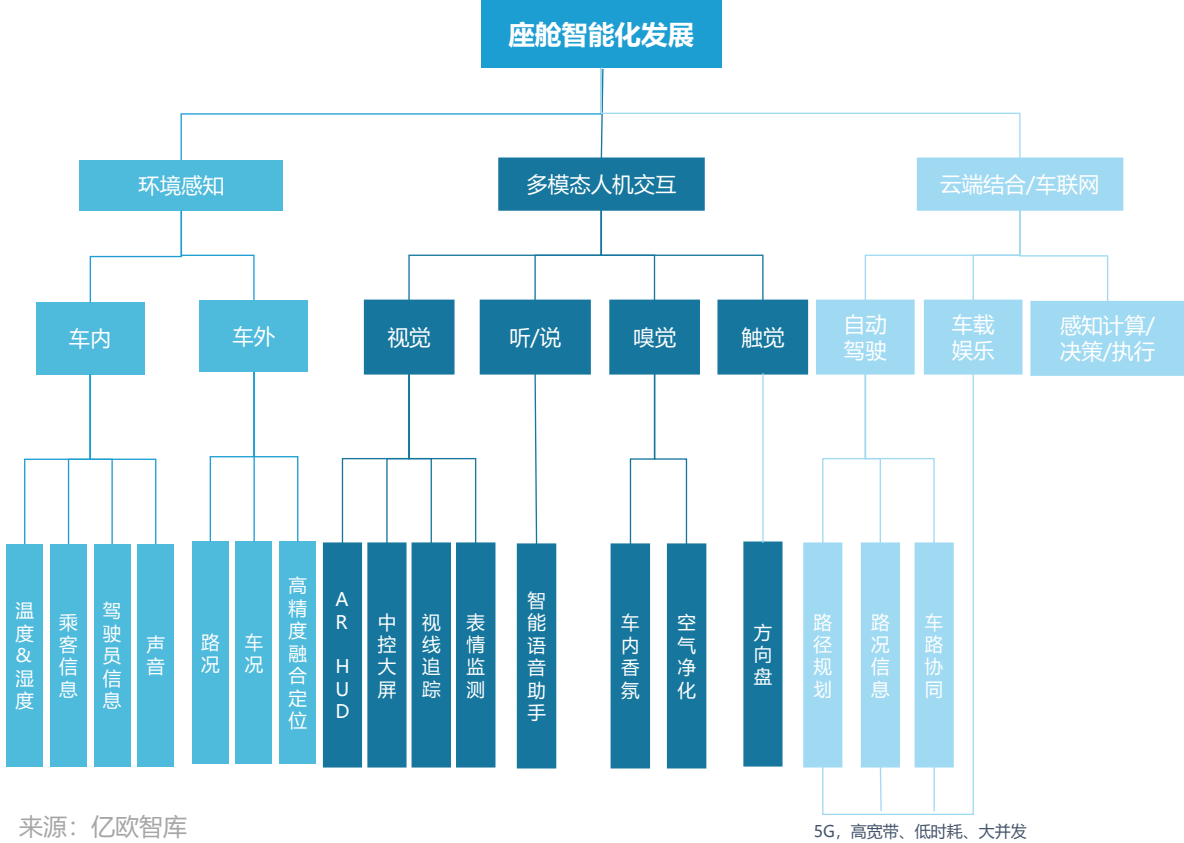 座舱智能化发展
环境感知
多模态人机交互
云端结合/车联网
车内
车外
视觉
听/说
嗅觉
触觉
自动
驾驶
车载
娱乐
感知计算/
决策/执行
温度&湿度
乘客信息
驾驶员信息
声音
路况
车况
高精度融合定位
AR HUD
中控大屏
视线追踪
表情监测
智能语音助手
车内香氛
空气净化
方向盘
路径规划
路况信息
车路协同
来源：亿欧智库
5G，高宽带、低时耗、大并发